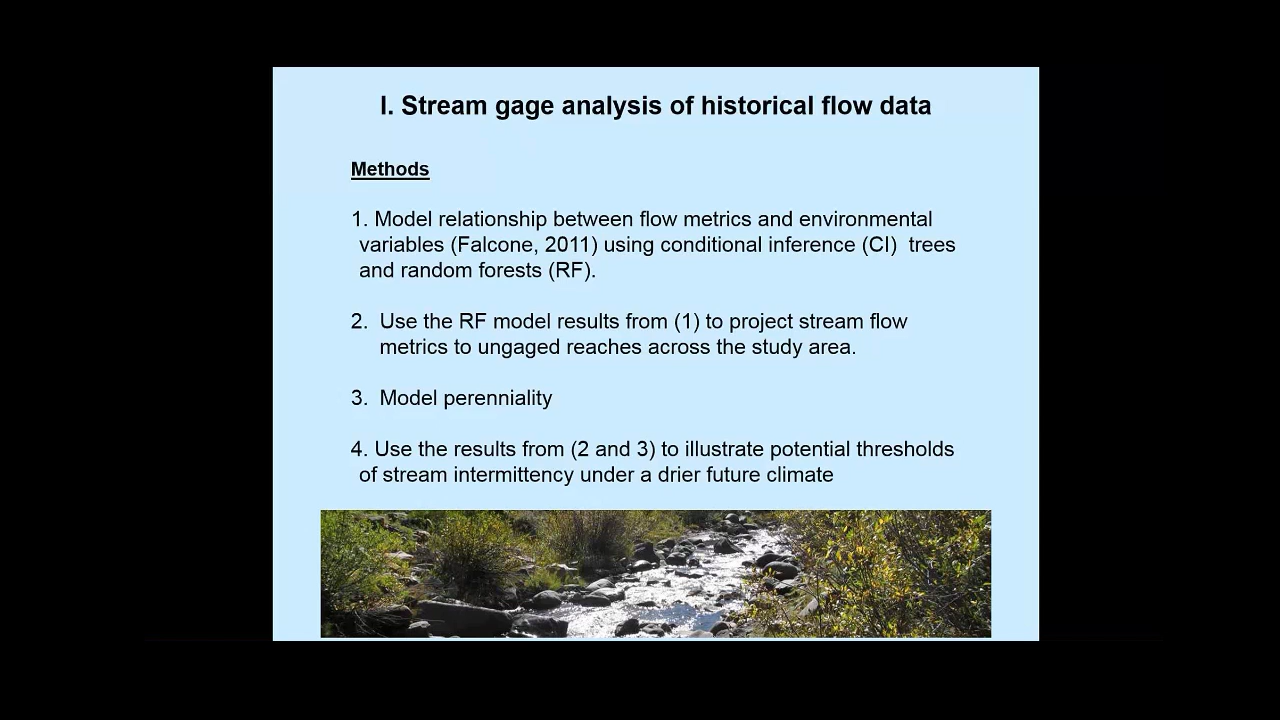 I. Stream gage analysis of historical flow data
Methods
1. Model relationship between flow metrics and environmental
variables (Falcone, 2011) using conditional inference (CI) trees
and random forests (RF).
2. Use the RF model results from (1) to project stream flow
metrics to ungaged reaches across the study area.
3. Model perenniality
4. Use the results from (2 and 3) to illustrate potential thresholds
of stream intermittency under a drier future climate